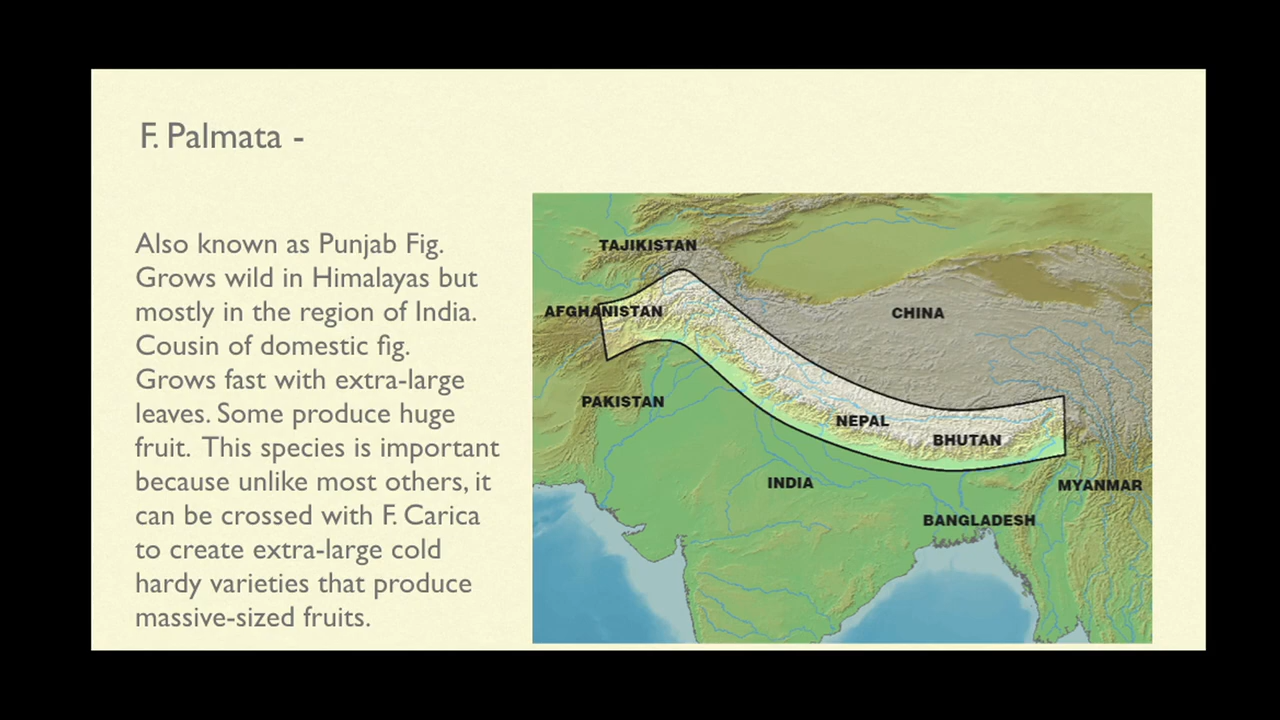 F. Palmata -
Also known as Punjab Fig.
Grows wild in Himalayas but
mostly in the region of India.
Cousin of domestic fig.
Grows fast with extra-large
leaves. Some produce huge
fruit. This species is important
because unlike most others, it
can be crossed with F. Carica
to create extra-large cold
hardy varieties that produce
massive-sized fruits.
TAJIKISTAN
AFGHANISTAN
CHINA
PAKISTAN
NEPAL
BHUTAN
INDIA
MYANMAR
BANGLADESH